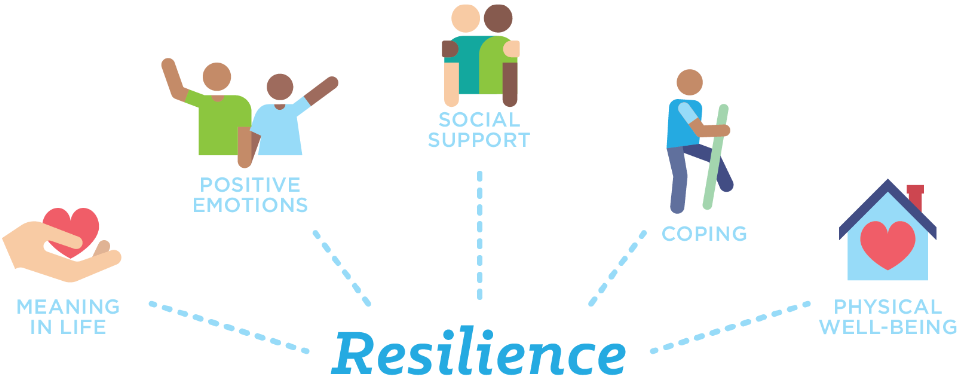 SOCIAL
SUPPORT
POSITIVE
EMOTIONS
COPING
MEANING
IN LIFE
PHYSICAL
WELL-BEING
Resilience